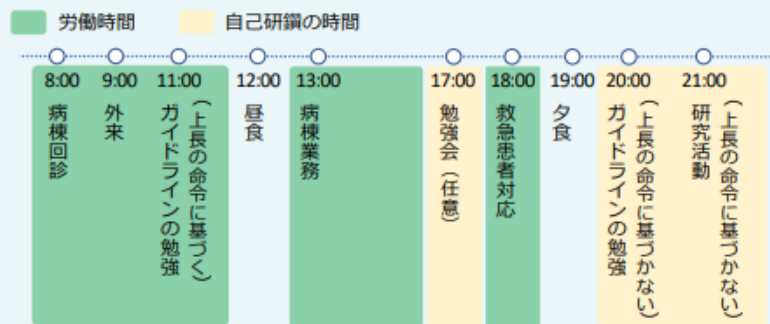 労働時間
自己研鑽の時間
8:00
病棟回診
9:00
外来
11:00
ガイドラインの勉強
（上長の命令に基づく）
12:00
昼食
13:00
病棟業務
17:00
勉強会（任意）
18:00
救急患者対応
19:00
夕食
20:00
ガイドラインの勉強
（上長の命令に基づかない）
21:00
研究活動
（上長の命令に基づかない）